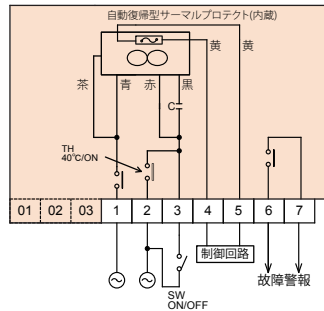 自動復帰型サーマルプロテクト(内蔵)
黄 黄
茶 青 赤 黒
C
TH
40℃/ON
01 02 03 1 2 3 4 5 6 7
制御回路
故障警報
SW
ON/OFF